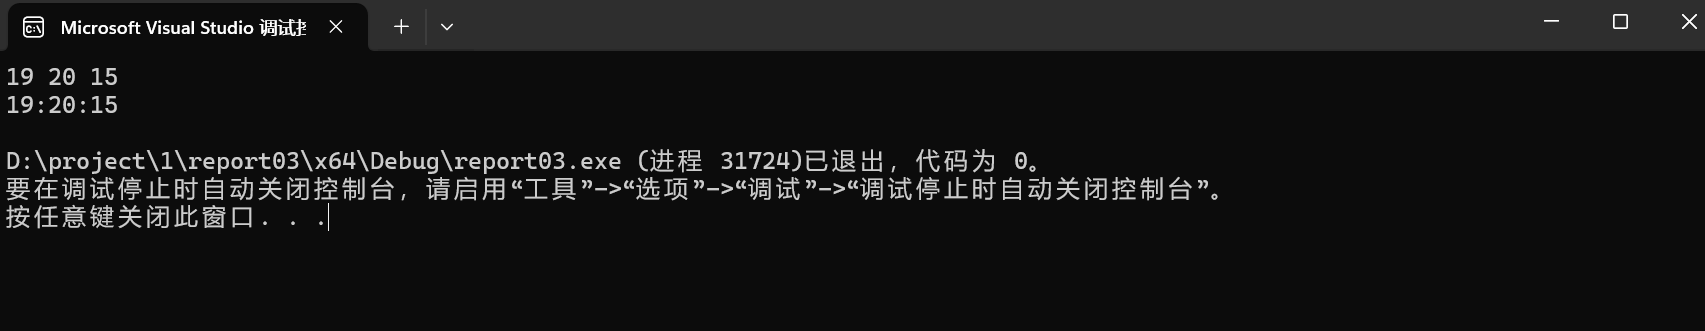 Microsoft Visual Studio 调试控
19 20 15
19:20:15
D:\project\1\report03\x64\Debug\report03.exe (进程 31724)已退出，代码为 0。
要在调试停止时自动关闭控制台，请启用“工具”->“选项”->“调试”->“调试停止时自动关闭控制台”。
按任意键关闭此窗口. . .